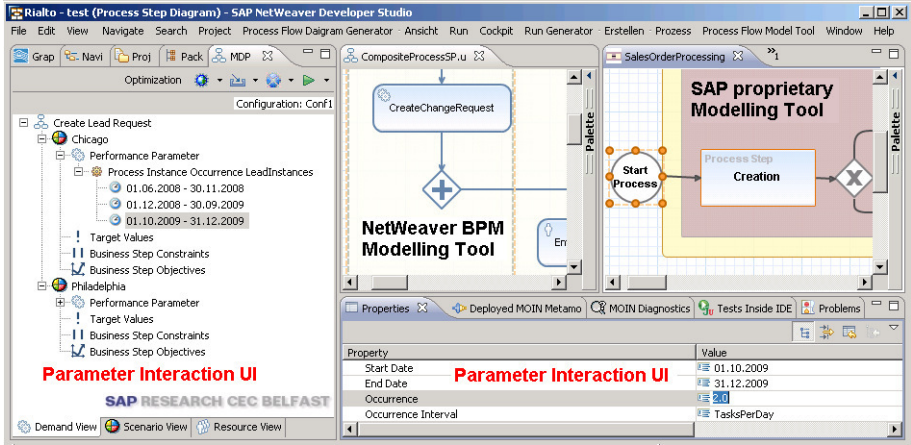 Rialto - test (Process Step Diagram) - SAP NetWeaver Developer Studio
File Edit View Navigate Search Project Process Flow Daigram Generator Ansicht Run Cockpit Run Generator Erstellen Prozess Process Flow Model Tool Window Help
Grap Navi Proj Pack MDP
Optimization
Configuration: Conf1
Create Lead Request
Chicago
Performance Parameter
Process Instance Occurrence LeadInstances
01.06.2008 - 30.11.2008
01.12.2008 - 30.09.2009
01.10.2009 - 31.12.2009
Target Values
Business Step Constraints
Business Step Objectives
Philadelphia
Performance Parameter
Target Values
Business Step Constraints
Business Step Objectives
Parameter Interaction UI
SAP RESEARCH CEC BELFAST
Demand View Scenario View Resource View
CompositeProcessSP.u
CreateChangeRequest
NetWeaver BPM
Modelling Tool
En
Palette
SalesOrderProcessing
1
SAP proprietary
Modelling Tool
Start
Process
Process Step
Creation
Palette
Properties Deployed MOIN Metamo MOIN Diagnostics Tests Inside IDE Problems
Property Value
Start Date 01.10.2009
End Date 31.12.2009
Occurrence 2.0
Occurrence Interval TasksPerDay
Parameter Interaction UI